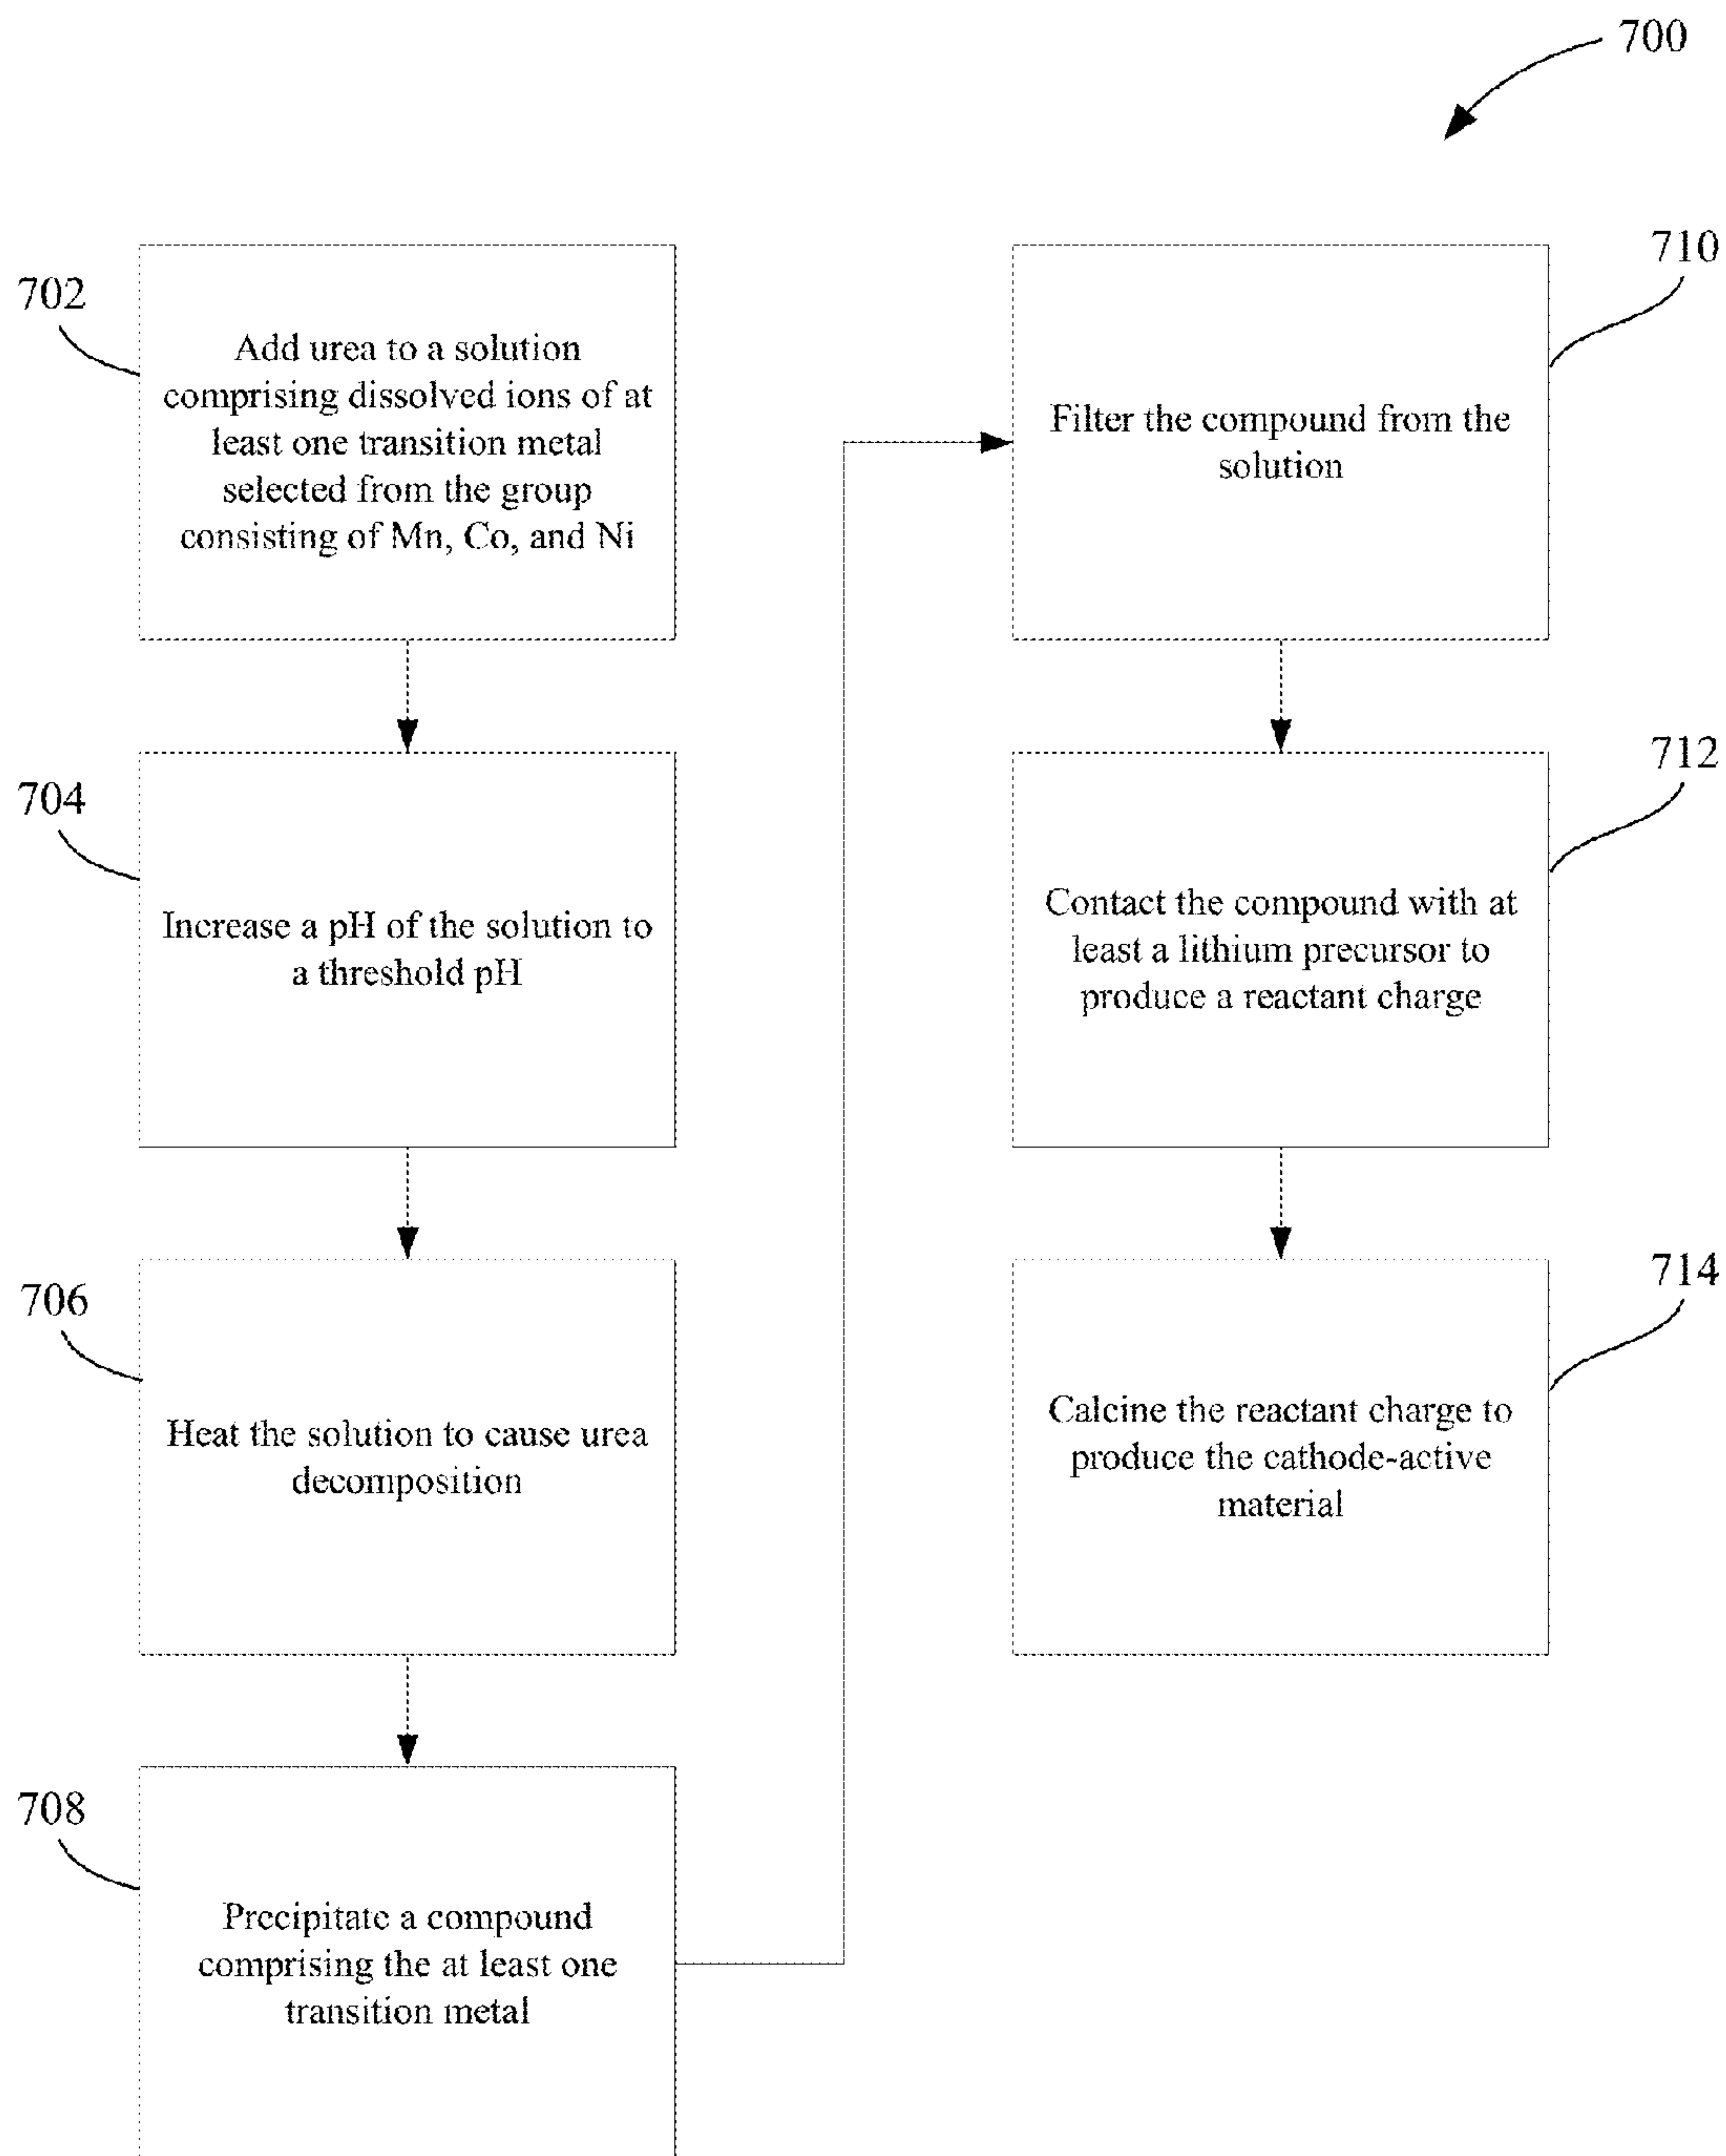 700
702
Add urea to a solution
comprising dissolved ions of at
least one transition metal
selected from the group
consisting of Mn, Co, and Ni
704
Increase a pH of the solution to
a threshold pH
706
Heat the solution to cause urea
decomposition
708
Precipitate a compound
comprising the at least one
transition metal
710
Filter the compound from the
solution
712
Contact the compound with at
least a lithium precursor to
produce a reactant charge
714
Calcine the reactant charge to
produce the cathode-active
material